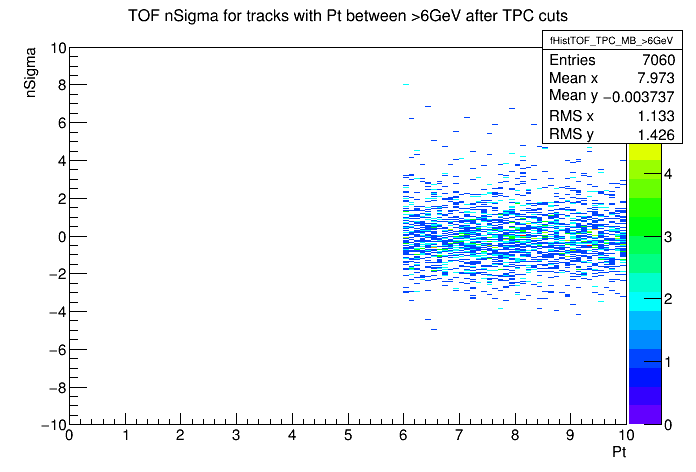 TOF nSigma for tracks with Pt between >6GeV after TPC cuts
fHistTOF_TPC_MB_>6GeV
Entries 7060
Mean x 7.973
Mean y −0.003737
RMS x 1.133
RMS y 1.426
nSigma
10
8
6
4
2
0
−2
−4
−6
−8
−10
0 1 2 3 4 5 6 7 8 9 10
Pt
4
3
2
1
0